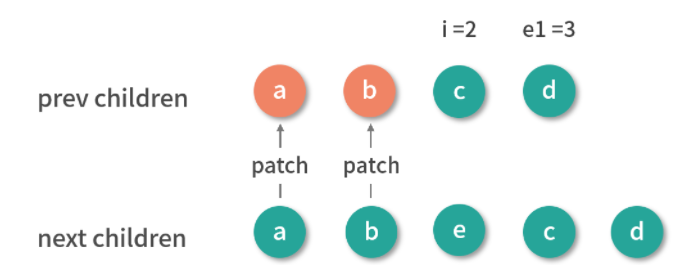 i =2 e1 =3
prev children a b c d
patch patch
next children a b e c d